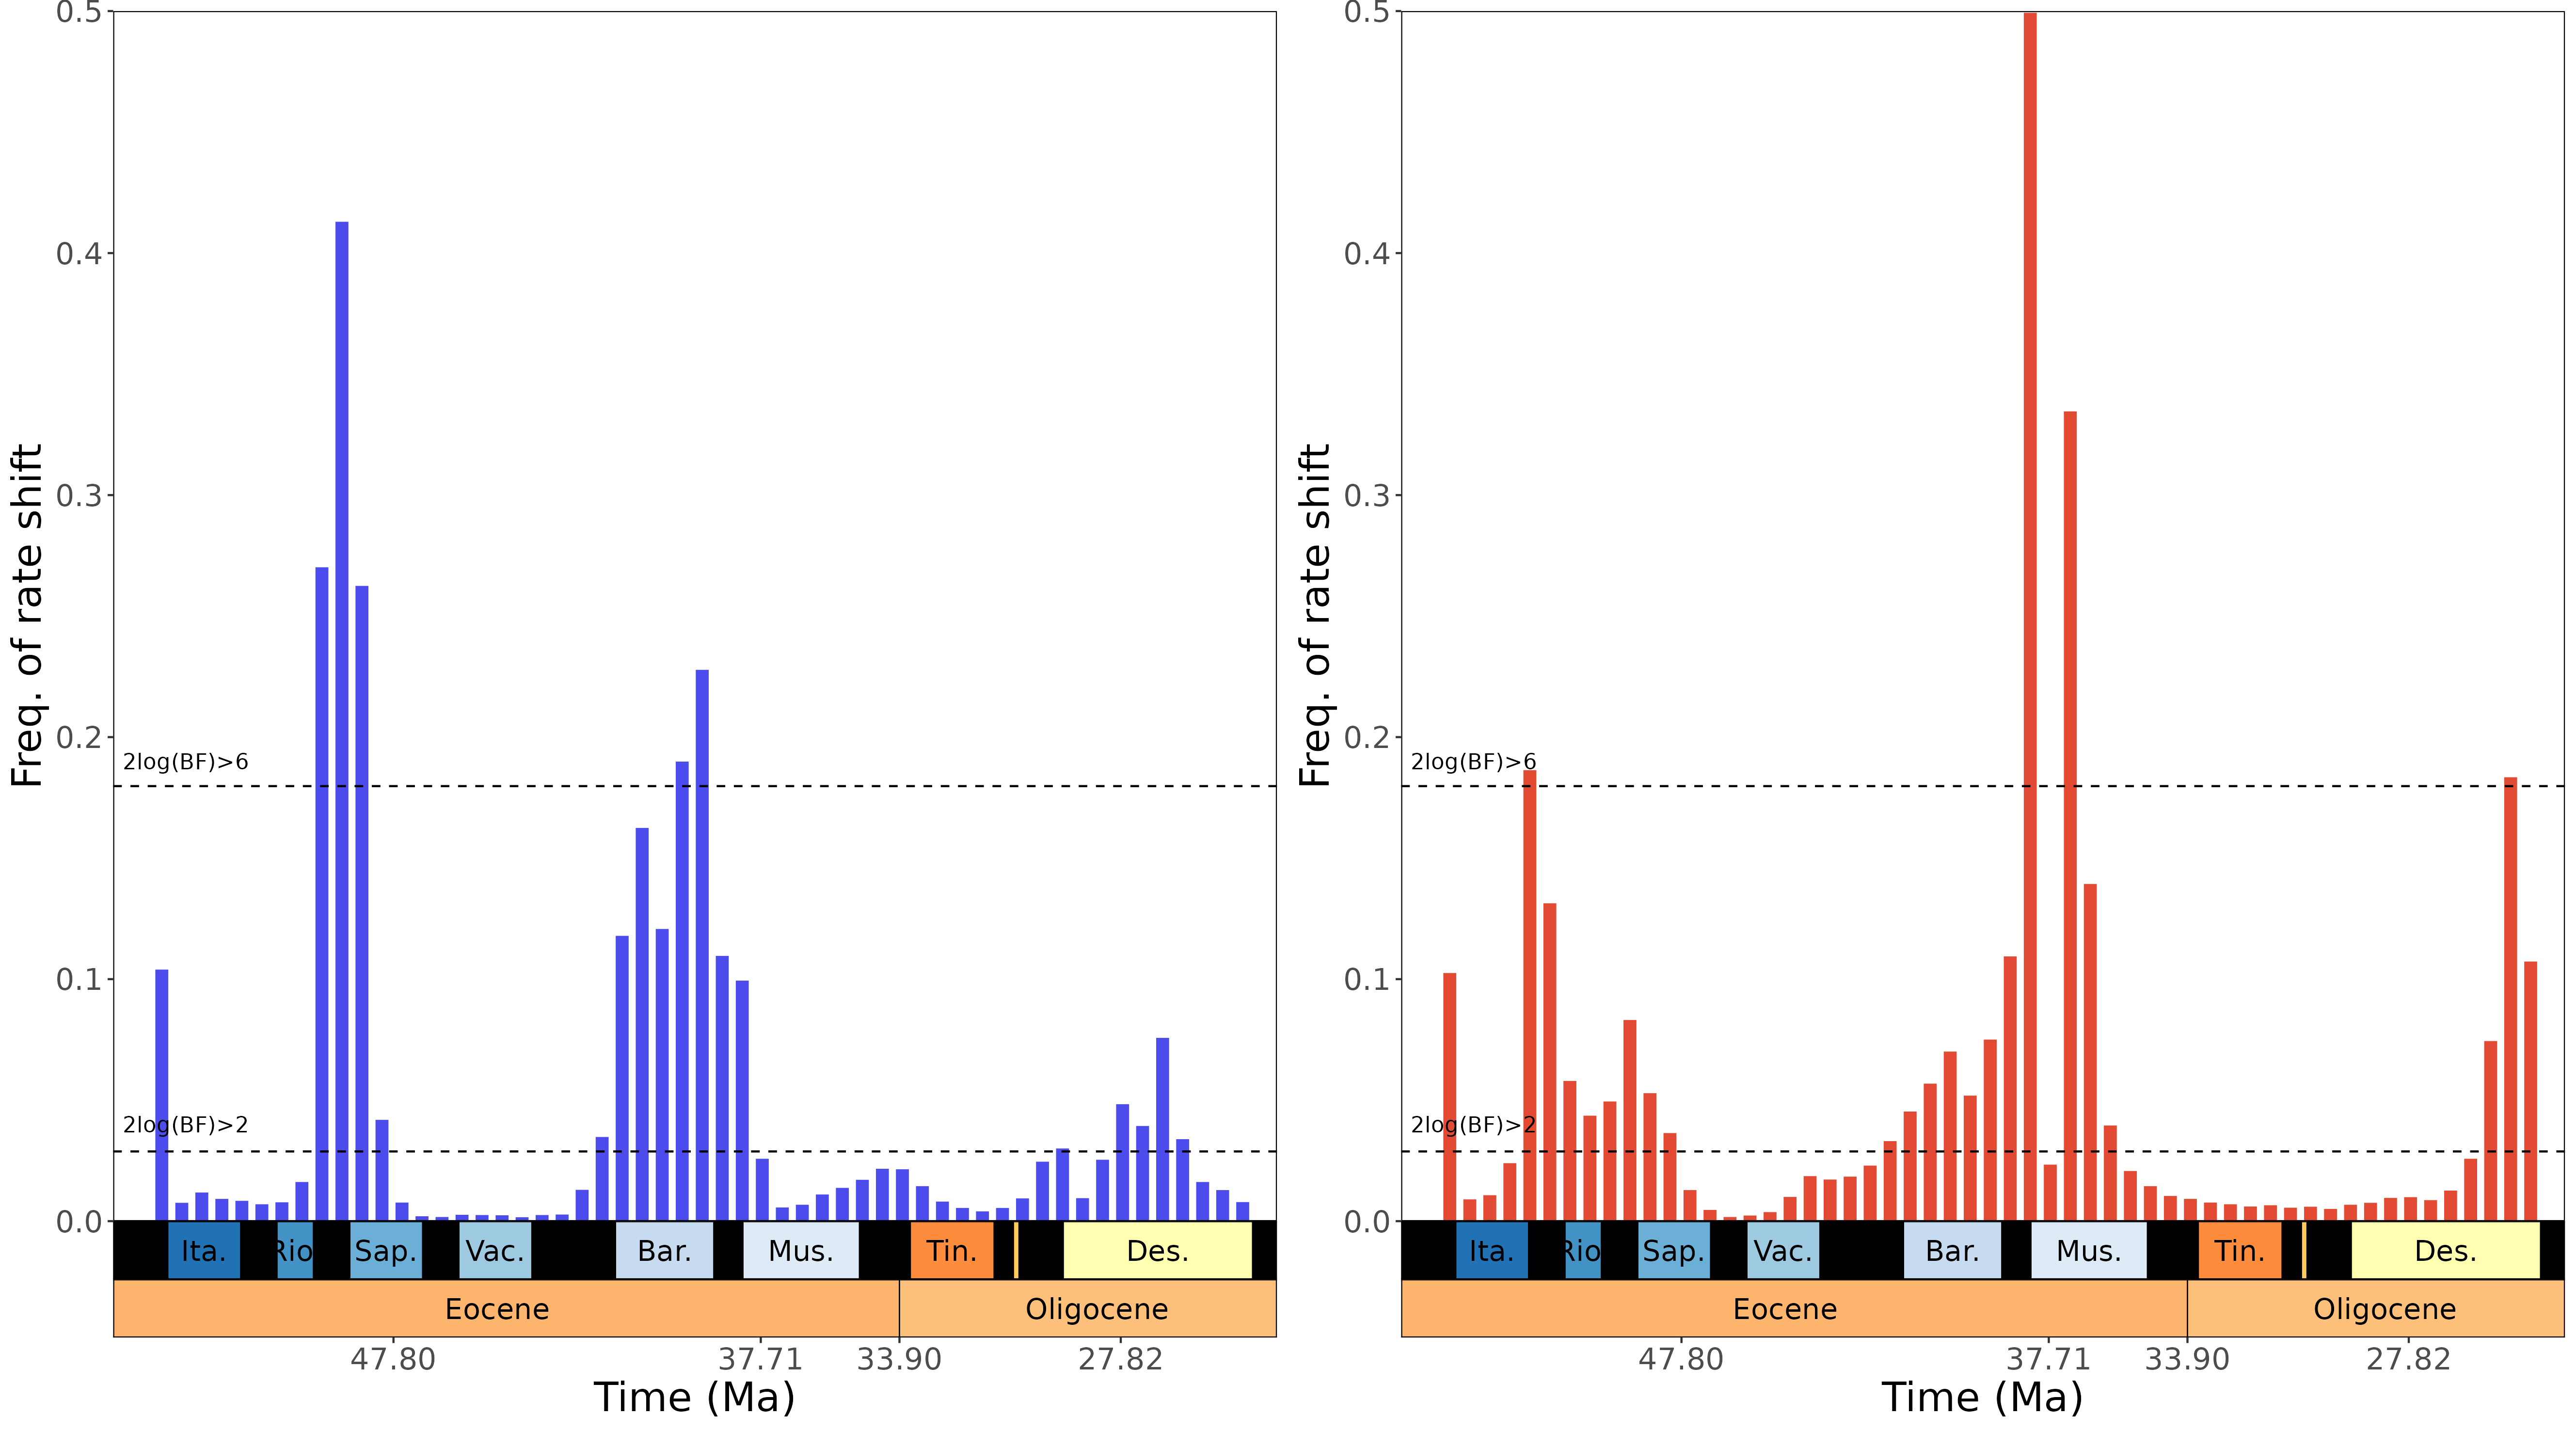 0.5
0.4
0.3
0.2
0.1
0.0
Freq. of rate shift
2log(BF)>6
2log(BF)>2
Ita. Rio Sap. Vac. Bar. Mus. Tin. Des.
Eocene Oligocene
47.80 37.71 33.90 27.82
Time (Ma)
0.5
0.4
0.3
0.2
0.1
0.0
Freq. of rate shift
2log(BF)>6
2log(BF)>2
Ita. Rio Sap. Vac. Bar. Mus. Tin. Des.
Eocene Oligocene
47.80 37.71 33.90 27.82
Time (Ma)